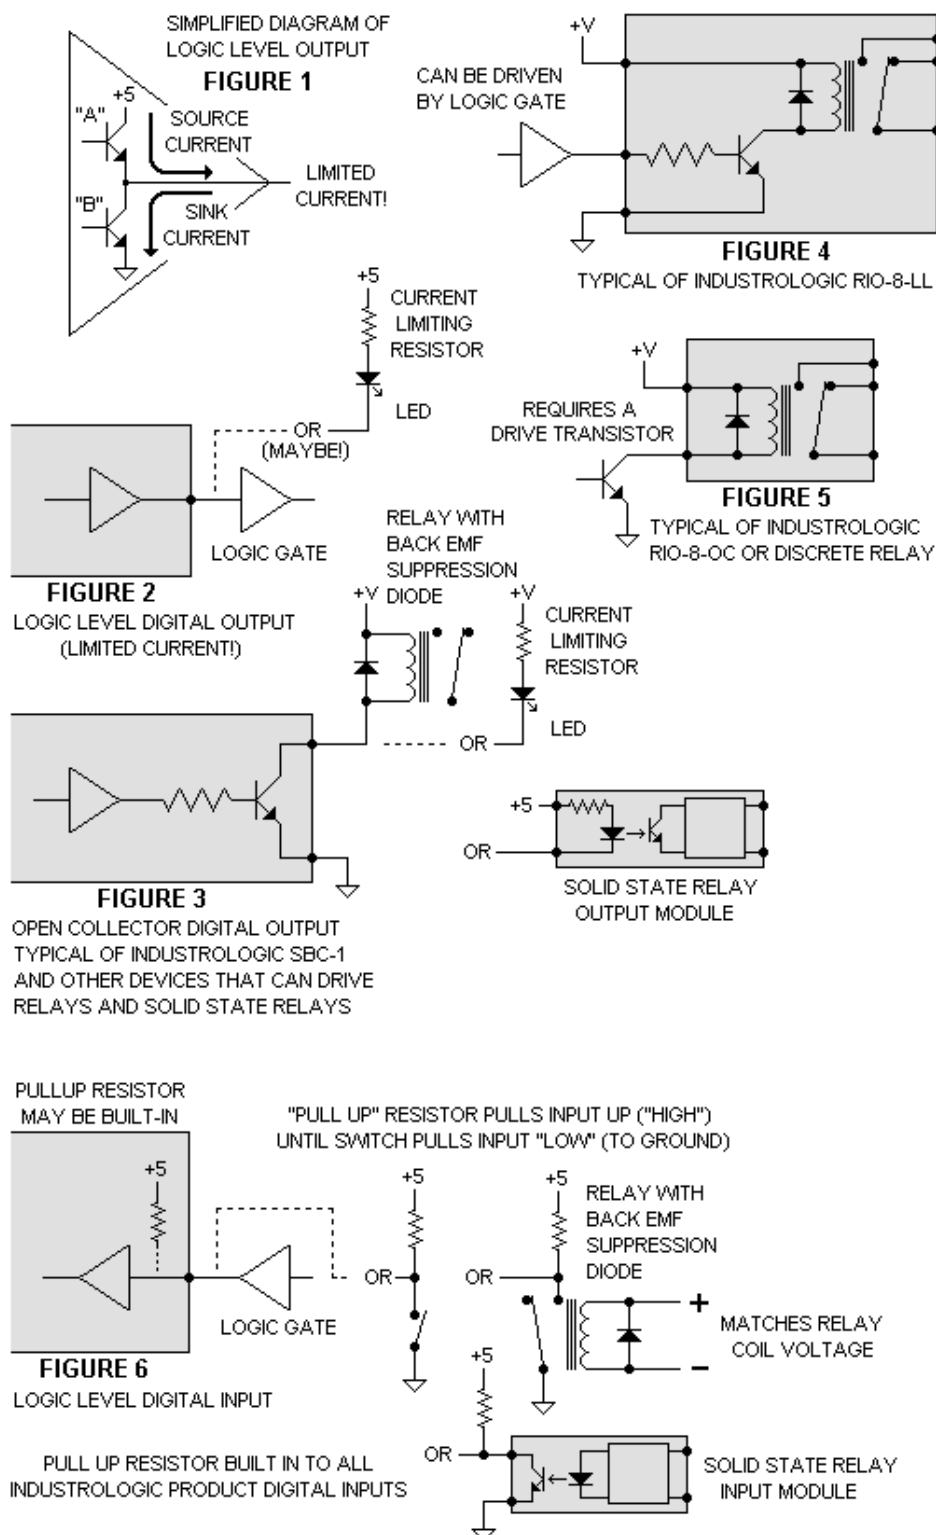 SIMPLIFIED DIAGRAM OF
LOGIC LEVEL OUTPUT
FIGURE 1
+5
"A"
SOURCE
CURRENT
LIMITED
CURRENT!
"B"
SINK
CURRENT
+V
CAN BE DRIVEN
BY LOGIC GATE
FIGURE 4
TYPICAL OF INDUSTROLOGIC RIO-8-LL
+5
CURRENT
LIMITING
RESISTOR
LED
OR
(MAYBE!)
LOGIC GATE
FIGURE 2
LOGIC LEVEL DIGITAL OUTPUT
(LIMITED CURRENT!)
+V
REQUIRES A
DRIVE TRANSISTOR
FIGURE 5
TYPICAL OF INDUSTROLOGIC
RIO-8-OC OR DISCRETE RELAY
RELAY WITH
BACK EMF
SUPPRESSION
DIODE
+V
+V
CURRENT
LIMITING
RESISTOR
LED
OR
+5
OR
SOLID STATE RELAY
OUTPUT MODULE
FIGURE 3
OPEN COLLECTOR DIGITAL OUTPUT
TYPICAL OF INDUSTROLOGIC SBC-1
AND OTHER DEVICES THAT CAN DRIVE
RELAYS AND SOLID STATE RELAYS
PULLUP RESISTOR
MAY BE BUILT-IN
+5
"PULL UP" RESISTOR PULLS INPUT UP ("HIGH")
UNTIL SWITCH PULLS INPUT "LOW" (TO GROUND)
+5
+5
RELAY WITH
BACK EMF
SUPPRESSION
DIODE
OR
OR
LOGIC GATE
+
−
MATCHES RELAY
COIL VOLTAGE
FIGURE 6
LOGIC LEVEL DIGITAL INPUT
+5
OR
PULL UP RESISTOR BUILT IN TO ALL
INDUSTROLOGIC PRODUCT DIGITAL INPUTS
SOLID STATE RELAY
INPUT MODULE